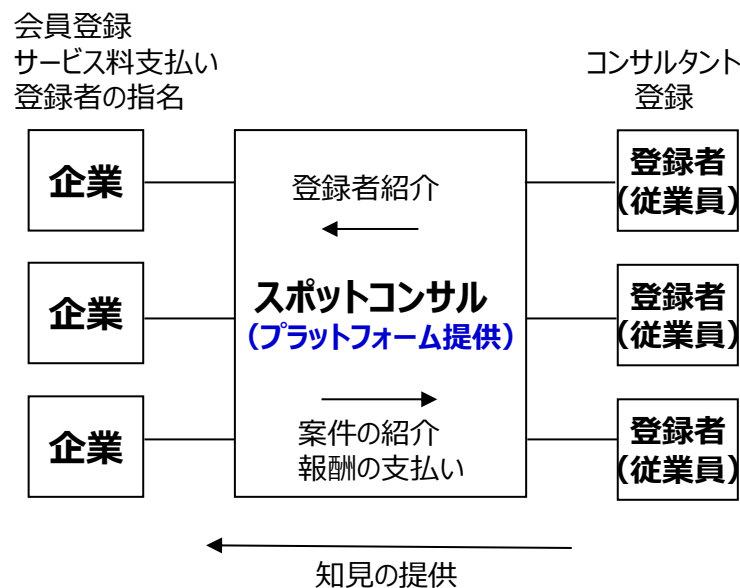 会員登録
サービス料支払い
登録者の指名
コンサルタント
登録
企業
登録者紹介
登録者
(従業員)
企業
スポットコンサル
(プラットフォーム提供)
登録者
(従業員)
企業
案件の紹介
報酬の支払い
登録者
(従業員)
知見の提供